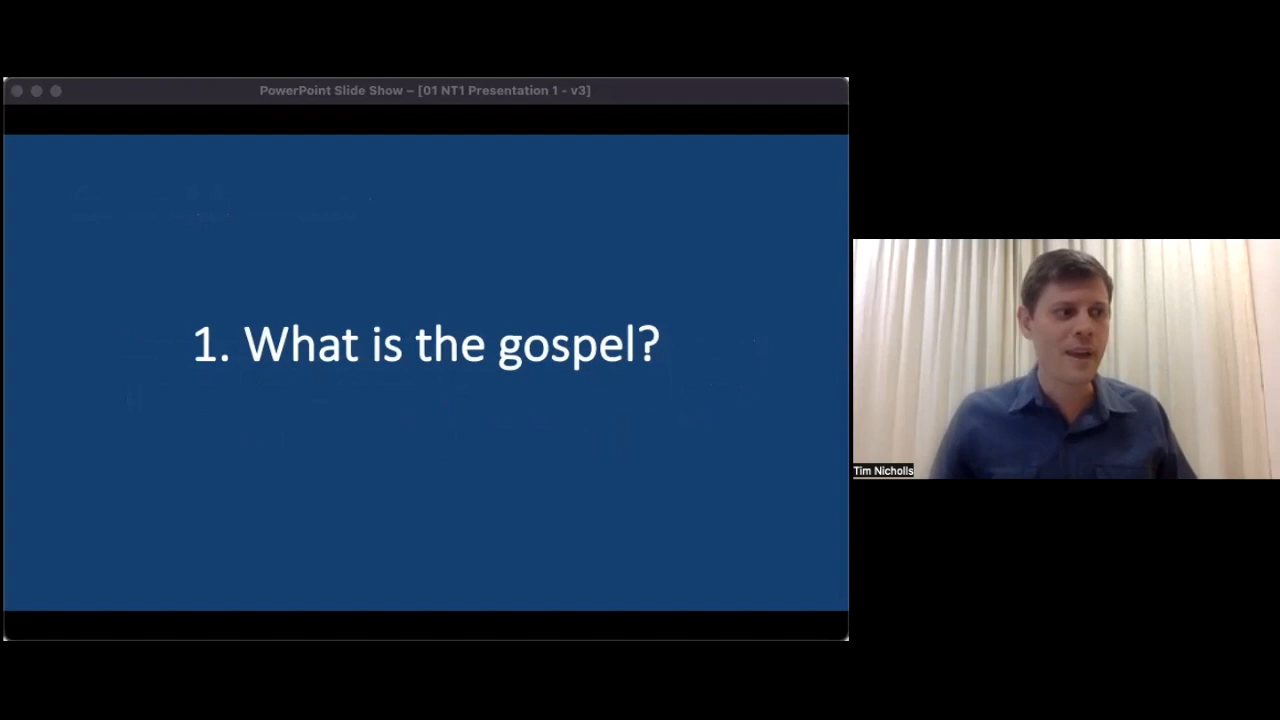 PowerPoint Slide Show – [01 NT1 Presentation 1 - v3]
1. What is the gospel?
Tim Nicholls